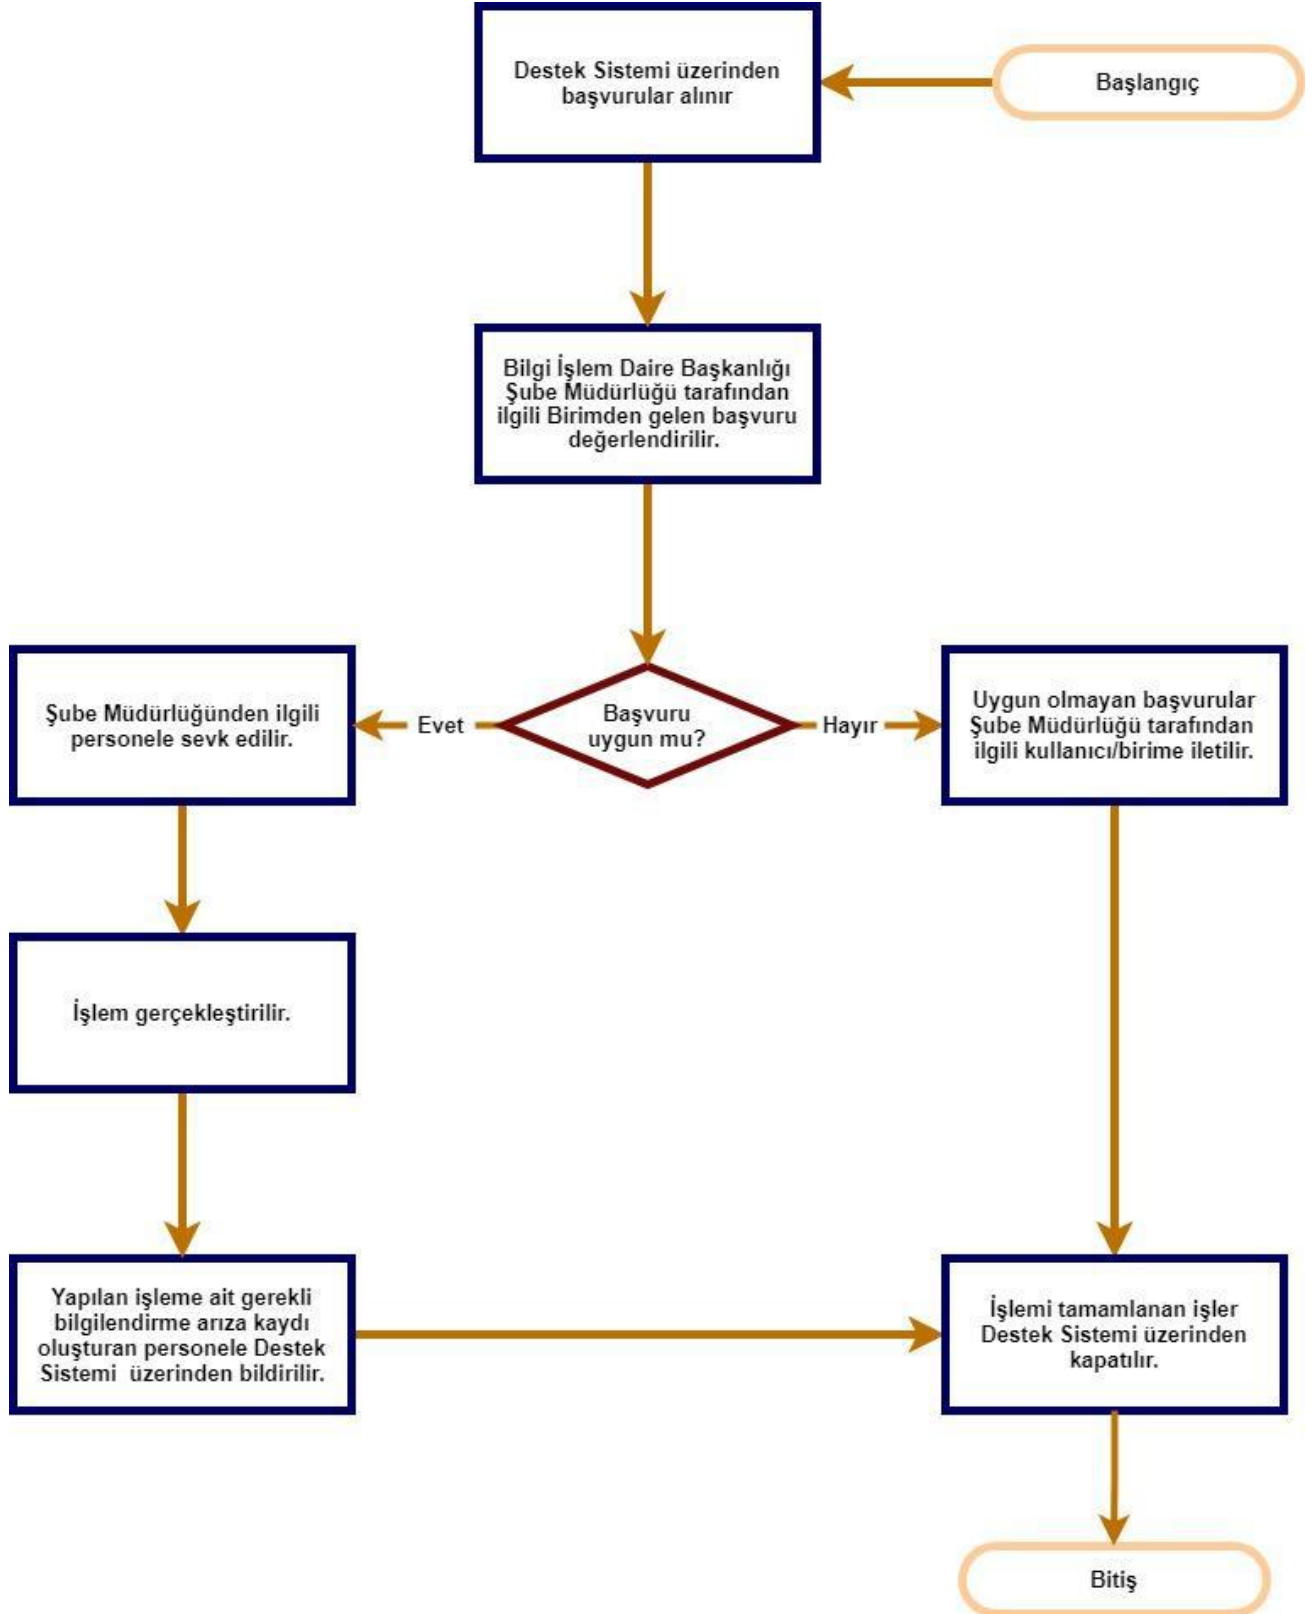 Destek Sistemi üzerinden
başvurular alınır
Başlangıç
Bilgi İşlem Daire Başkanlığı
Şube Müdürlüğü tarafından
ilgili Birimden gelen başvuru
değerlendirilir.
Başvuru
uygun mu?
Evet
Hayır
Şube Müdürlüğünden ilgili
personele sevk edilir.
Uygun olmayan başvurular
Şube Müdürlüğü tarafından
ilgili kullanıcı/birime iletilir.
İşlem gerçekleştirilir.
Yapılan işleme ait gerekli
bilgilendirme arıza kaydı
oluşturan personele Destek
Sistemi üzerinden bildirilir.
İşlemi tamamlanan işler
Destek Sistemi üzerinden
kapatılır.
Bitiş